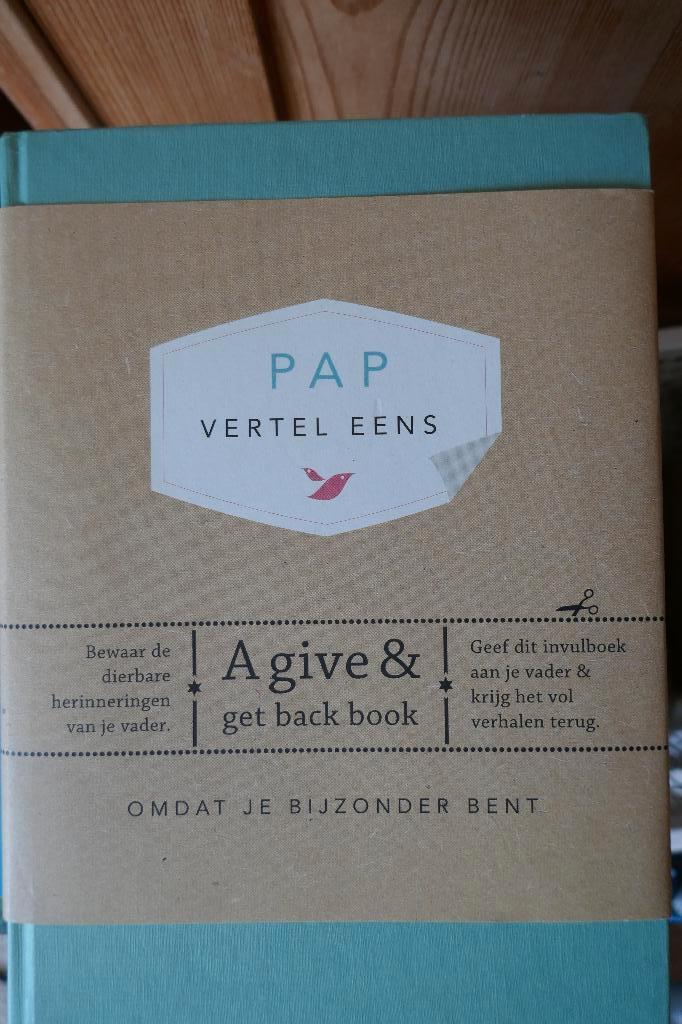 PAP
VERTEL EENS
Bewaar de
dierbare
herinneringen
van je vader.
A give &
get back book
Geef dit invulboek
aan je vader &
krijg het vol
verhalen terug.
OMDAT JE BIJZONDER BENT